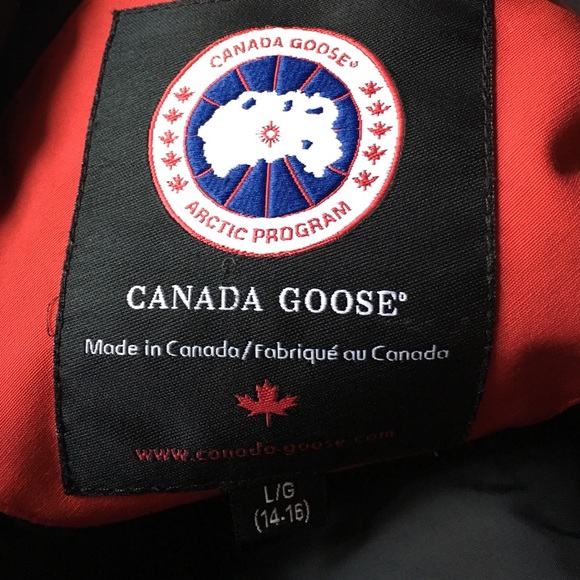 CANADA GOOSE®
ARCTIC PROGRAM
CANADA GOOSE®
Made in Canada/Fabriqué au Canada
www.canada-goose.com
L/G
(14-16)